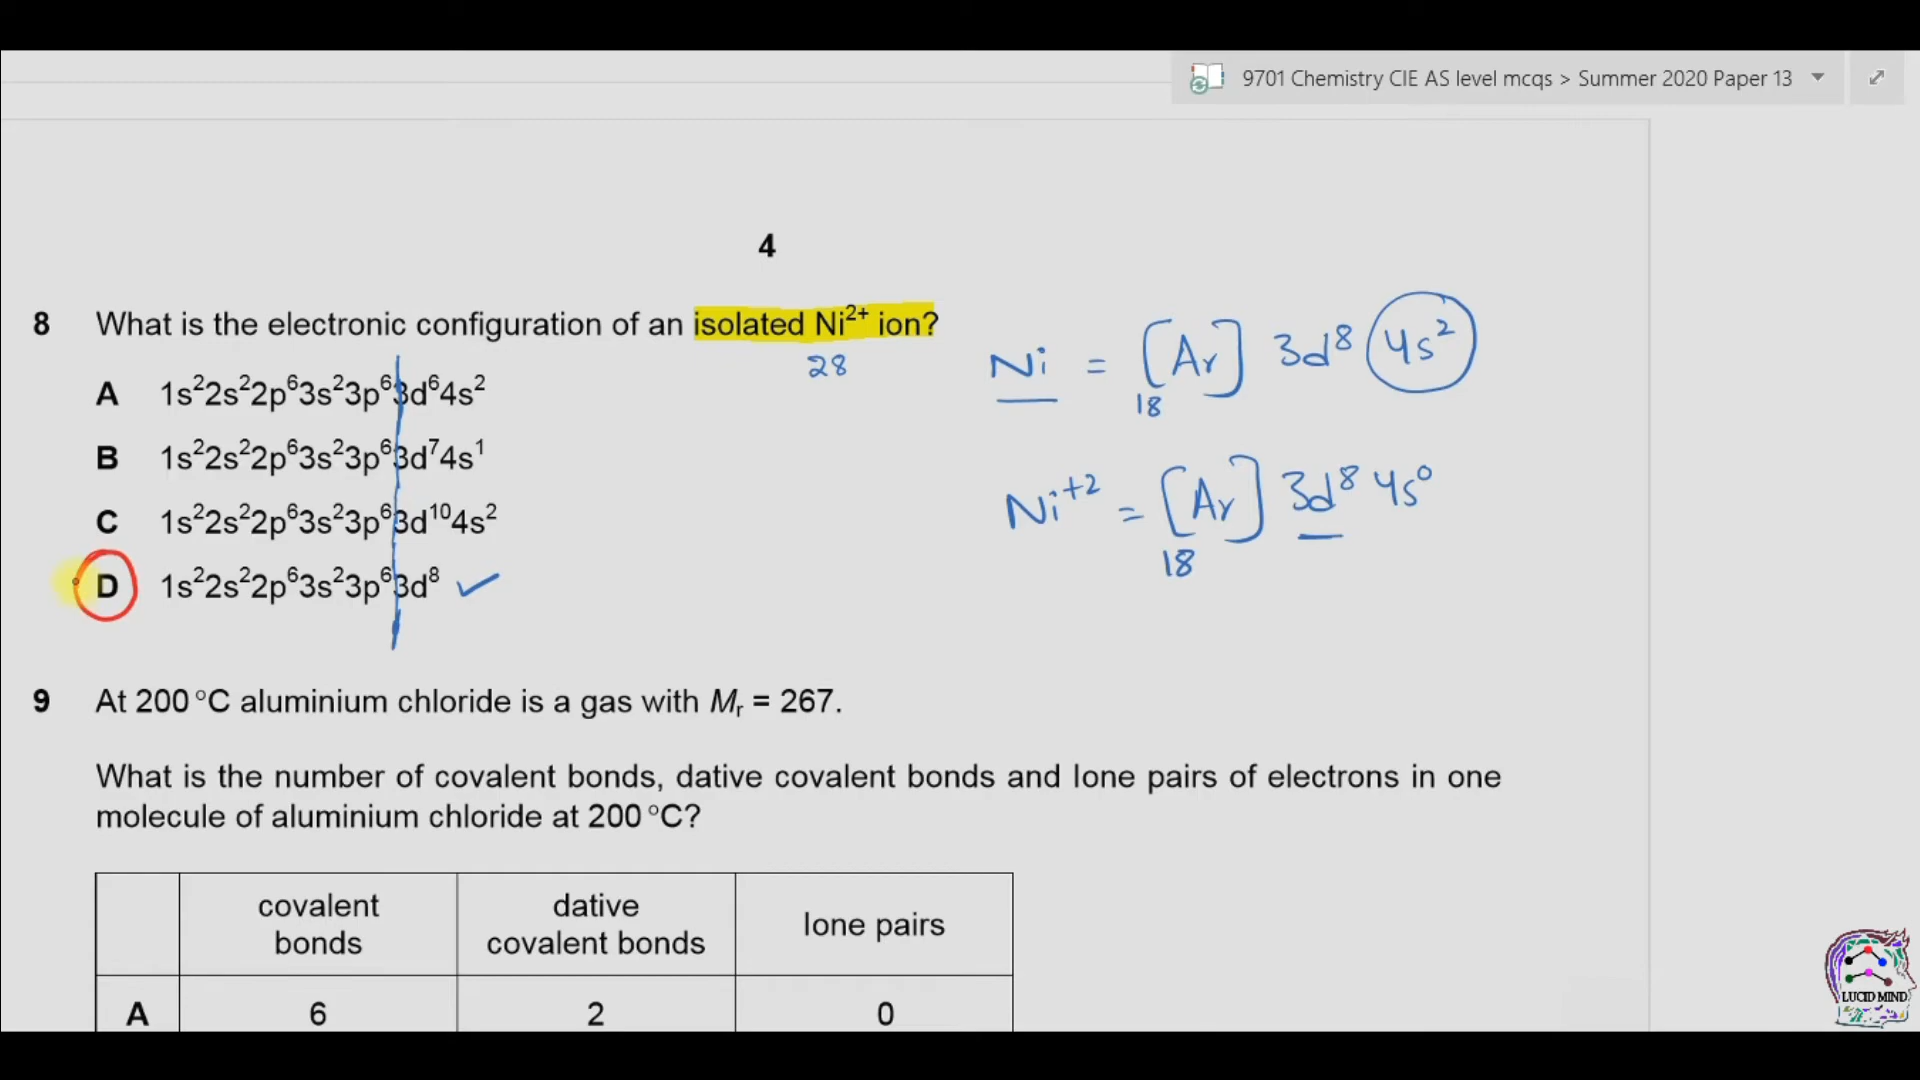 9701 Chemistry CIE AS level mcqs > Summer 2020 Paper 13
4
8 What is the electronic configuration of an isolated Ni²⁺ ion?
28
A 1s²2s²2p⁶3s²3p⁶3d⁶4s²
B 1s²2s²2p⁶3s²3p⁶3d⁷4s¹
C 1s²2s²2p⁶3s²3p⁶3d¹⁰4s²
D 1s²2s²2p⁶3s²3p⁶3d⁸ ✓
Ni = [Ar] 3d⁸ 4s²
18
Ni⁺² = [Ar] 3d⁸ 4s⁰
18
9 At 200 °C aluminium chloride is a gas with Mᵣ = 267.
What is the number of covalent bonds, dative covalent bonds and lone pairs of electrons in one
molecule of aluminium chloride at 200 °C?
covalent bonds
dative covalent bonds
lone pairs
A 6 2 0
LUCID MIND